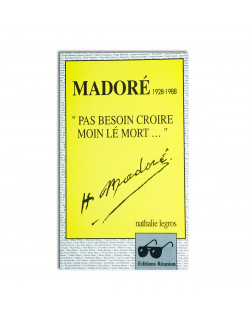 MADORÉ 1928-1988
" PAS BESOIN CROIRE
MOIN LÉ MORT ... "
H. Madoré.
nathalie legros
Editions Réunion